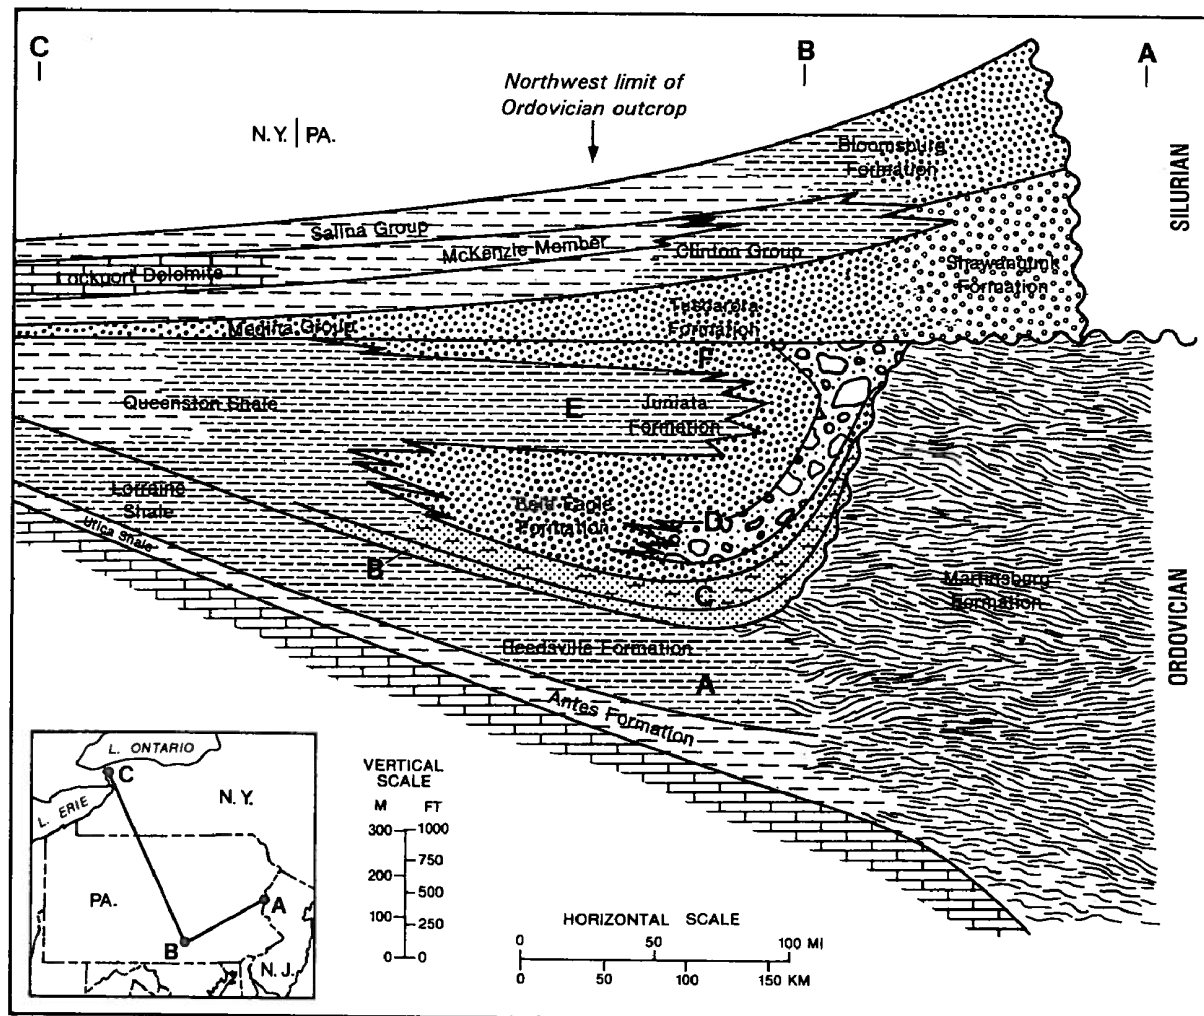 C
B
A
Northwest limit of
Ordovician outcrop
N.Y. | PA.
SILURIAN
Bloomsburg
Formation
Salina Group
McKenzie Member
Clinton Group
Lockport Dolomite
Shawangunk
Formation
Tuscarora
Formation
Medina Group
F
Queenston Shale
E
Juniata
Formation
Lorraine
Shale
Bald Eagle
Formation
D
Utica Shale
B
C
Martinsburg
Formation
Reedsville Formation
A
Antes Formation
ORDOVICIAN
L. ONTARIO
C
L. ERIE
N.Y.
PA.
A
B
N.J.
VERTICAL
SCALE
M FT
300 1000
750
200 500
100 250
0 0
HORIZONTAL SCALE
0 50 100 MI
0 50 100 150 KM